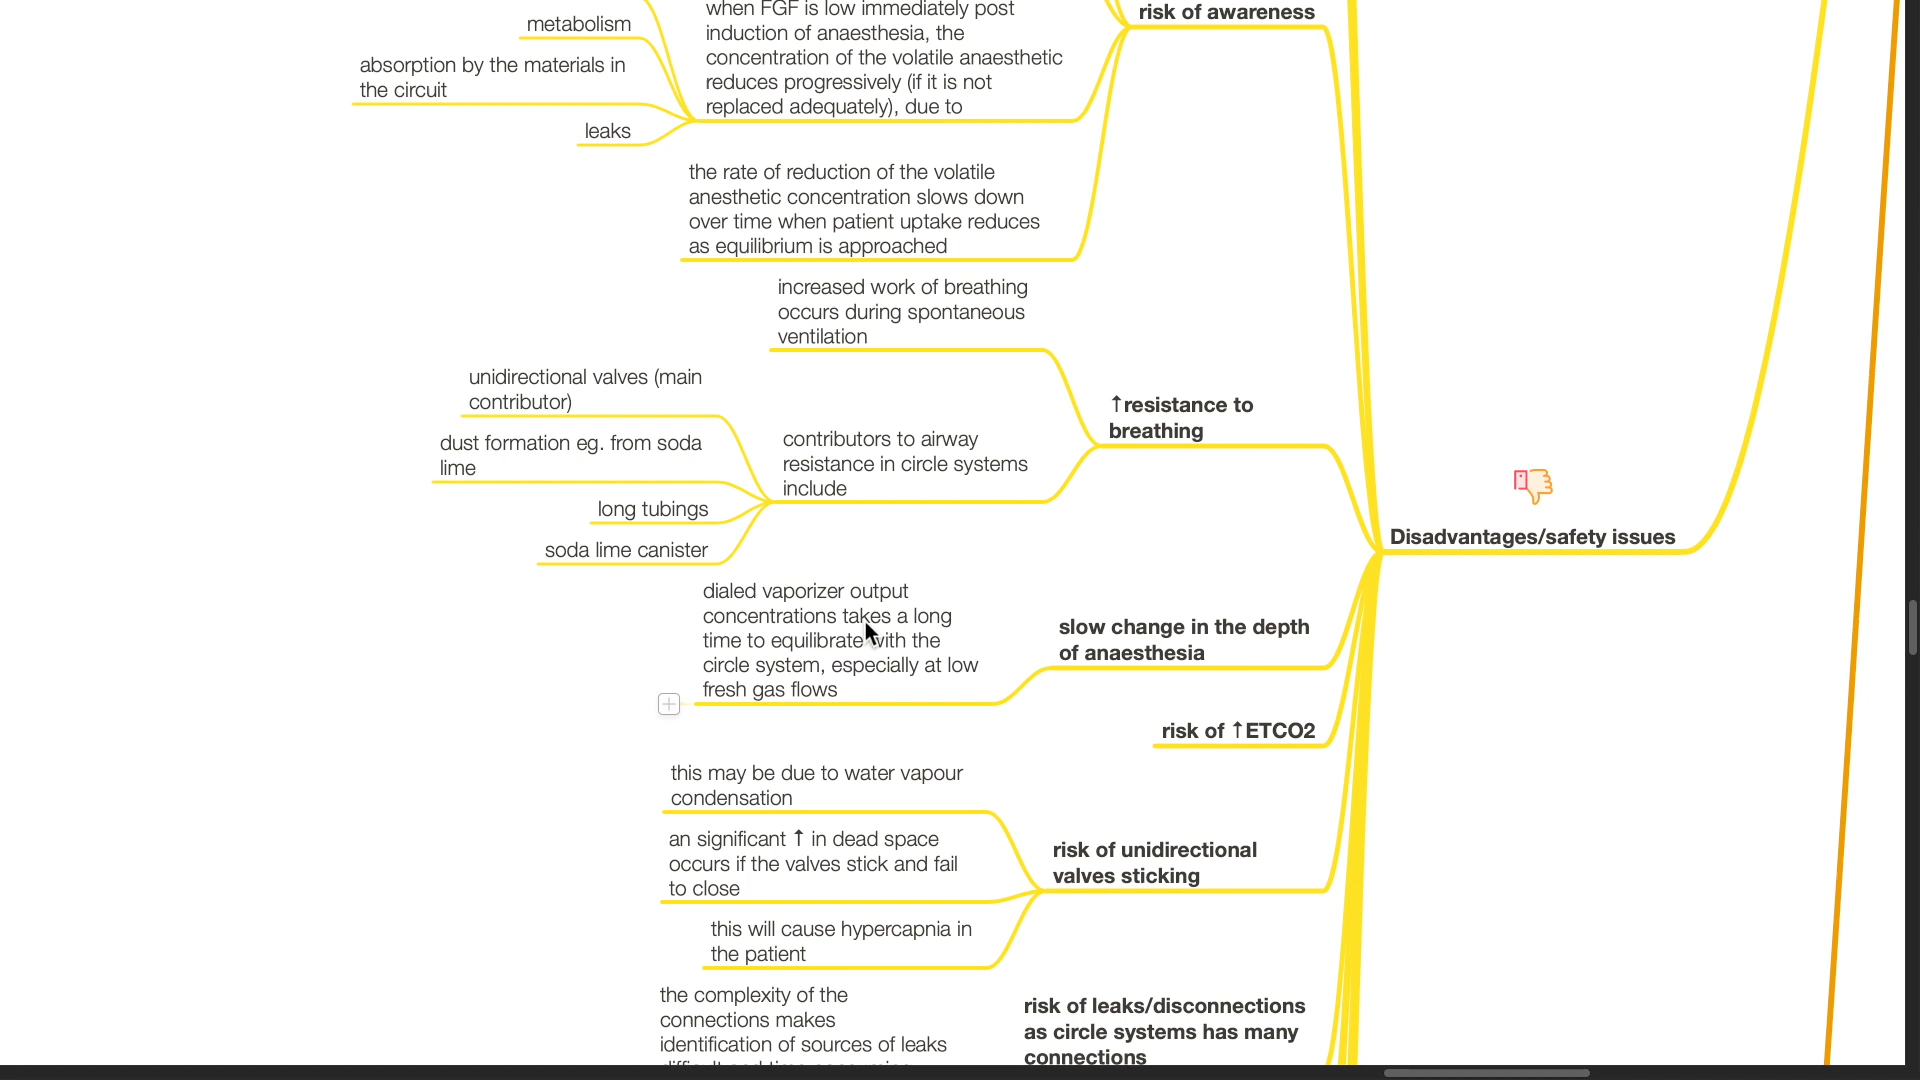 metabolism
absorption by the materials in
the circuit
leaks
when FGF is low immediately post
induction of anaesthesia, the
concentration of the volatile anaesthetic
reduces progressively (if it is not
replaced adequately), due to
risk of awareness
the rate of reduction of the volatile
anesthetic concentration slows down
over time when patient uptake reduces
as equilibrium is approached
increased work of breathing
occurs during spontaneous
ventilation
unidirectional valves (main
contributor)
dust formation eg. from soda
lime
long tubings
soda lime canister
contributors to airway
resistance in circle systems
include
↑resistance to
breathing
Disadvantages/safety issues
dialed vaporizer output
concentrations takes a long
time to equilibrate with the
circle system, especially at low
fresh gas flows
slow change in the depth
of anaesthesia
risk of ↑ETCO2
this may be due to water vapour
condensation
an significant ↑ in dead space
occurs if the valves stick and fail
to close
this will cause hypercapnia in
the patient
risk of unidirectional
valves sticking
the complexity of the
connections makes
identification of sources of leaks
risk of leaks/disconnections
as circle systems has many
connections